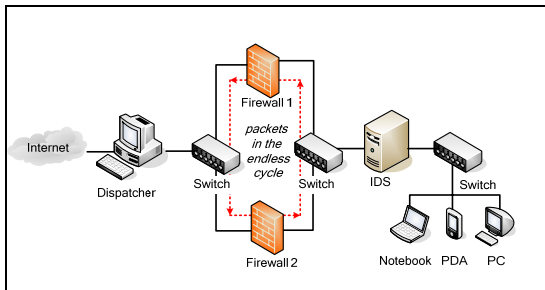 Firewall 1
Internet
packets
in the
endless
cycle
Dispatcher
Switch
Switch
IDS
Switch
Firewall 2
Notebook
PDA
PC